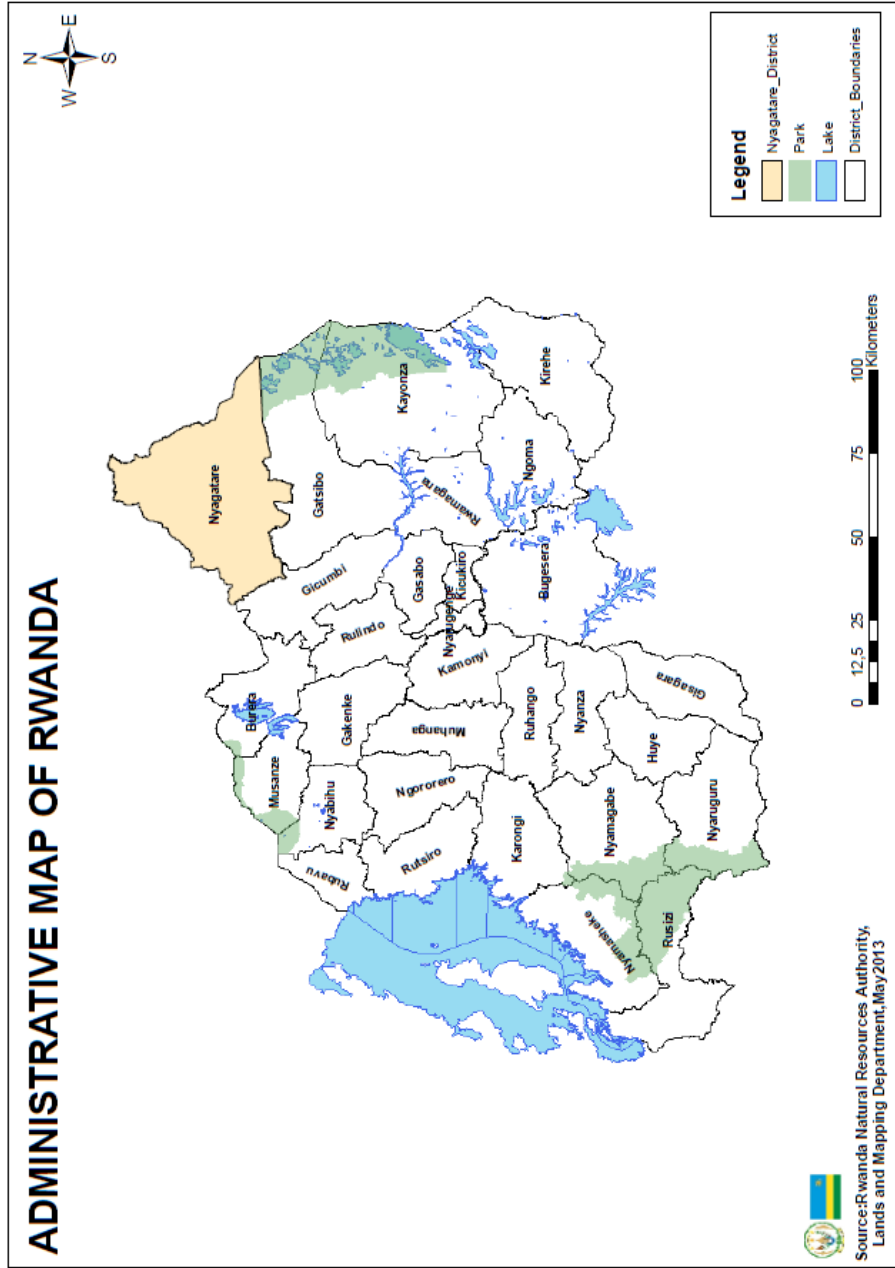 ADMINISTRATIVE MAP OF RWANDA
N
W
E
S
Nyagatare
Burera
Musanze
Gicumbi
Gatsibo
Rulindo
Gakenke
Nyabihu
Rubavu
Kayonza
Gasabo
Rwamagana
Muhanga
Ngororero
Rutsiro
Nyarugenge
Kicukiro
Kamonyi
Ngoma
Kirehe
Bugesera
Ruhango
Karongi
Nyanza
Nyamagabe
Nyamasheke
Huye
Gisagara
Nyaruguru
Rusizi
Legend
Nyagatare_District
Park
Lake
District_Boundaries
0 12,5 25 50 75 100
Kilometers
Source:Rwanda Natural Resources Authority,
Lands and Mapping Department,May2013